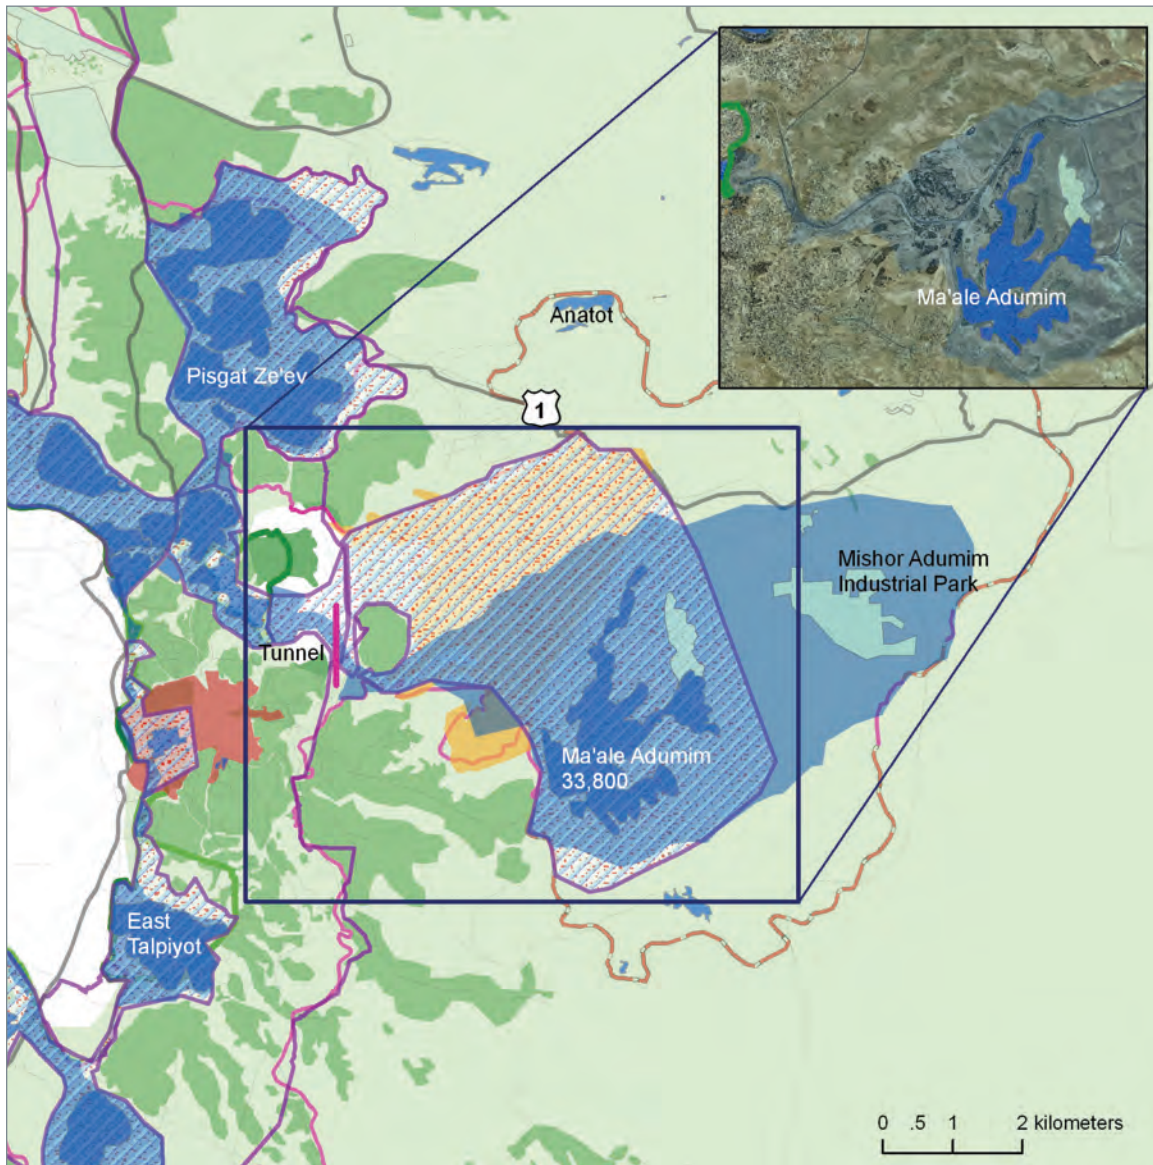 Ma'ale Adumim
Anatot
Pisgat Ze'ev
1
Mishor Adumim
Industrial Park
Tunnel
Ma'ale Adumim
33,800
East
Talpiyot
0 .5 1 2 kilometers